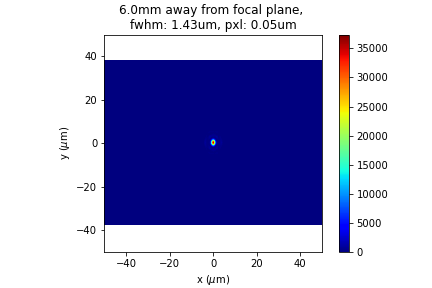 6.0mm away from focal plane,
fwhm: 1.43um, pxl: 0.05um
40
20
0
−20
−40
y (μm)
−40 −20 0 20 40
x (μm)
35000
30000
25000
20000
15000
10000
5000
0